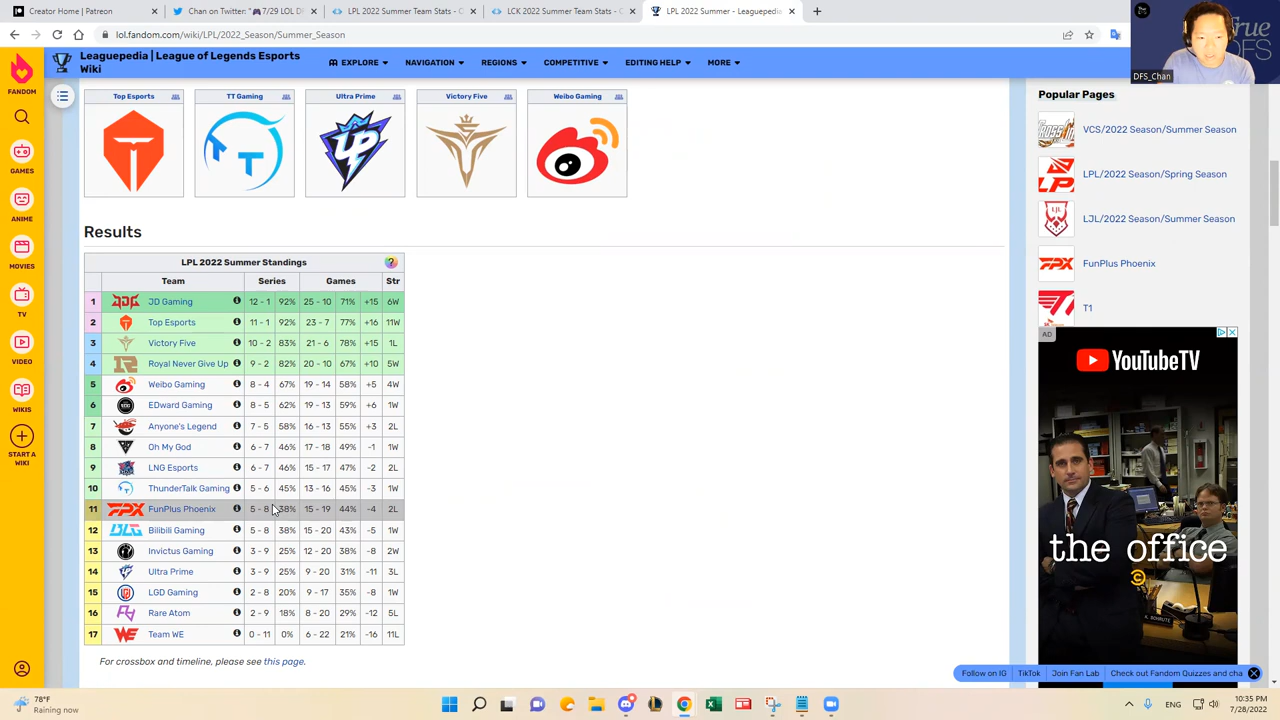 Creator Home | Patreon
Chan on Twitter: "🎮 7/29 LOL DF
LPL 2022 Summer Team Stats - C
LCK 2022 Summer Team Stats - C
LPL 2022 Summer - Leaguepedia
lol.fandom.com/wiki/LPL/2022_Season/Summer_Season
True
DFS
DFS_Chan
FANDOM
GAMES
ANIME
MOVIES
TV
VIDEO
WIKIS
START A
WIKI
Leaguepedia | League of Legends Esports
Wiki
EXPLORE
NAVIGATION
REGIONS
COMPETITIVE
EDITING HELP
MORE
Top Esports
TT Gaming
Ultra Prime
Victory Five
Weibo Gaming
Results
LPL 2022 Summer Standings
Team Series Games Str
1 JD Gaming 12 - 1 92% 25 - 10 71% +15 6W
2 Top Esports 11 - 1 92% 23 - 7 77% +16 11W
3 Victory Five 10 - 2 83% 21 - 6 78% +15 1L
4 Royal Never Give Up 9 - 2 82% 20 - 10 67% +10 5W
5 Weibo Gaming 8 - 4 67% 19 - 14 58% +5 4W
6 EDward Gaming 8 - 5 62% 19 - 13 59% +6 1W
7 Anyone's Legend 7 - 5 58% 16 - 13 55% +3 2L
8 Oh My God 6 - 7 46% 17 - 18 49% -1 1W
9 LNG Esports 6 - 7 46% 15 - 17 47% -2 2L
10 ThunderTalk Gaming 5 - 6 45% 13 - 16 45% -3 1W
11 FunPlus Phoenix 5 - 8 38% 15 - 19 44% -4 2L
12 Bilibili Gaming 5 - 8 38% 15 - 20 43% -5 1W
13 Invictus Gaming 3 - 9 25% 12 - 20 38% -8 2W
14 Ultra Prime 3 - 9 25% 9 - 20 31% -11 3L
15 LGD Gaming 2 - 8 20% 9 - 17 35% -8 1W
16 Rare Atom 2 - 9 18% 8 - 20 29% -12 5L
17 Team WE 0 - 11 0% 6 - 22 21% -16 11L
For crossbox and timeline, please see this page.
Popular Pages
VCS/2022 Season/Summer Season
LPL/2022 Season/Spring Season
LJL/2022 Season/Summer Season
FunPlus Phoenix
T1
AD
YouTubeTV
the office
Follow on IG
TikTok
Join Fan Lab
Check out Fandom Quizzes and cha
78°F
Raining now
ENG
10:35 PM
7/28/2022